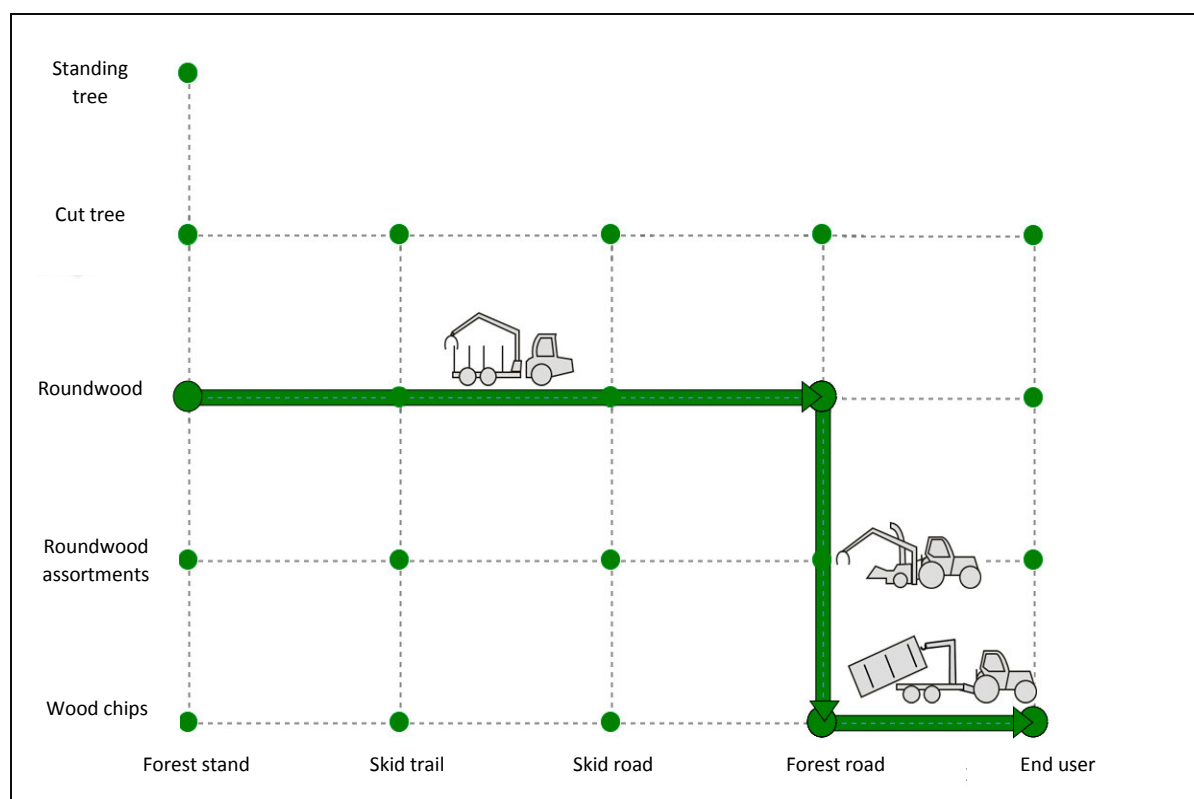 Standing
tree
Cut tree
Roundwood
Roundwood
assortments
Wood chips
Forest stand
Skid trail
Skid road
Forest road
End user